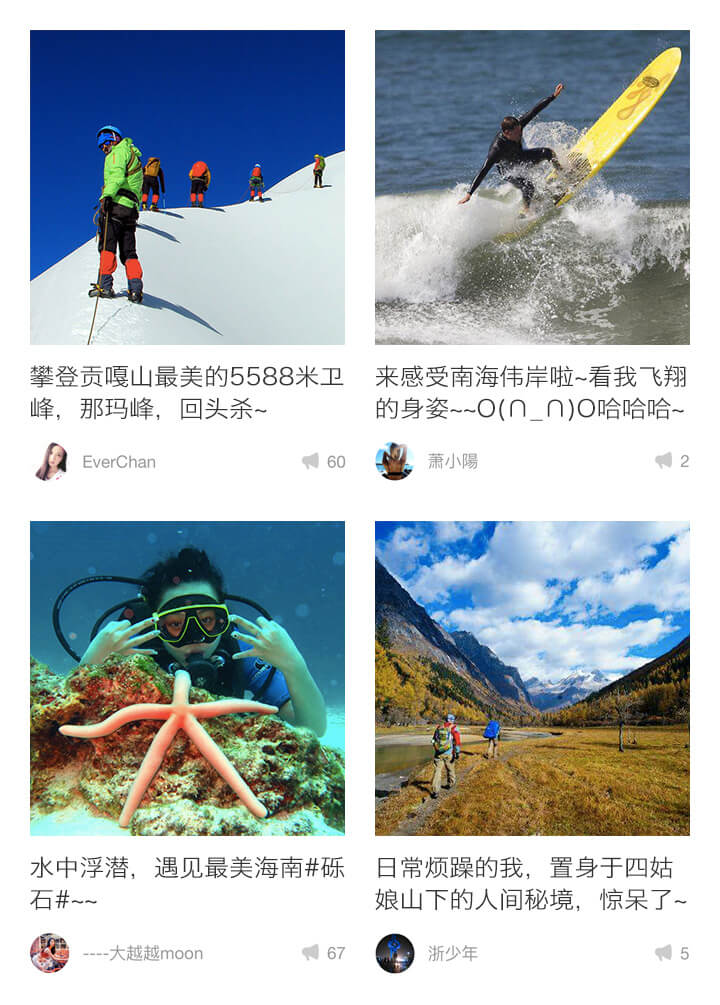 攀登贡嘎山最美的5588米卫
峰，那玛峰，回头杀~
EverChan
60
来感受南海伟岸啦~看我飞翔
的身姿~~O(∩_∩)O哈哈哈~
萧小陽
2
水中浮潜，遇见最美海南#砾
石#~~
----大越越moon
67
日常烦躁的我，置身于四姑
娘山下的人间秘境，惊呆了~
浙少年
5